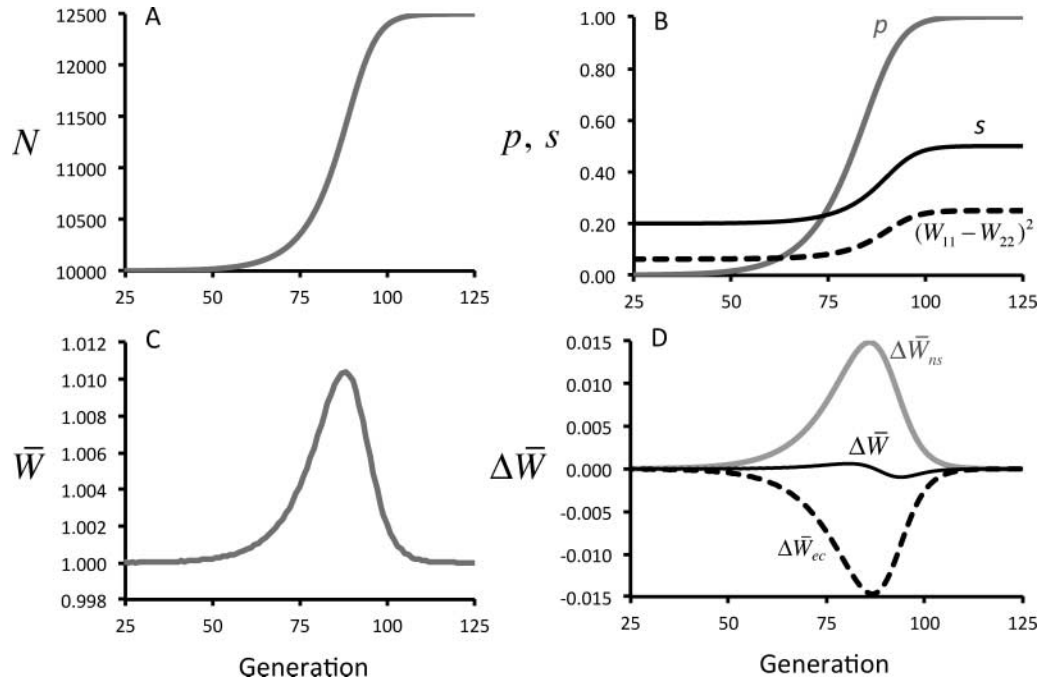 A
N
12500
12000
11500
11000
10500
10000
25 50 75 100 125
B
p, s
1.00
0.80
0.60
0.40
0.20
0.00
p
s
(W₁₁ − W₂₂)²
25 50 75 100 125
C
W̄
1.012
1.010
1.008
1.006
1.004
1.002
1.000
0.998
25 50 75 100 125
Generation
D
ΔW̄
0.015
0.010
0.005
0.000
-0.005
-0.010
-0.015
ΔW̄ns
ΔW̄
ΔW̄ec
25 50 75 100 125
Generation